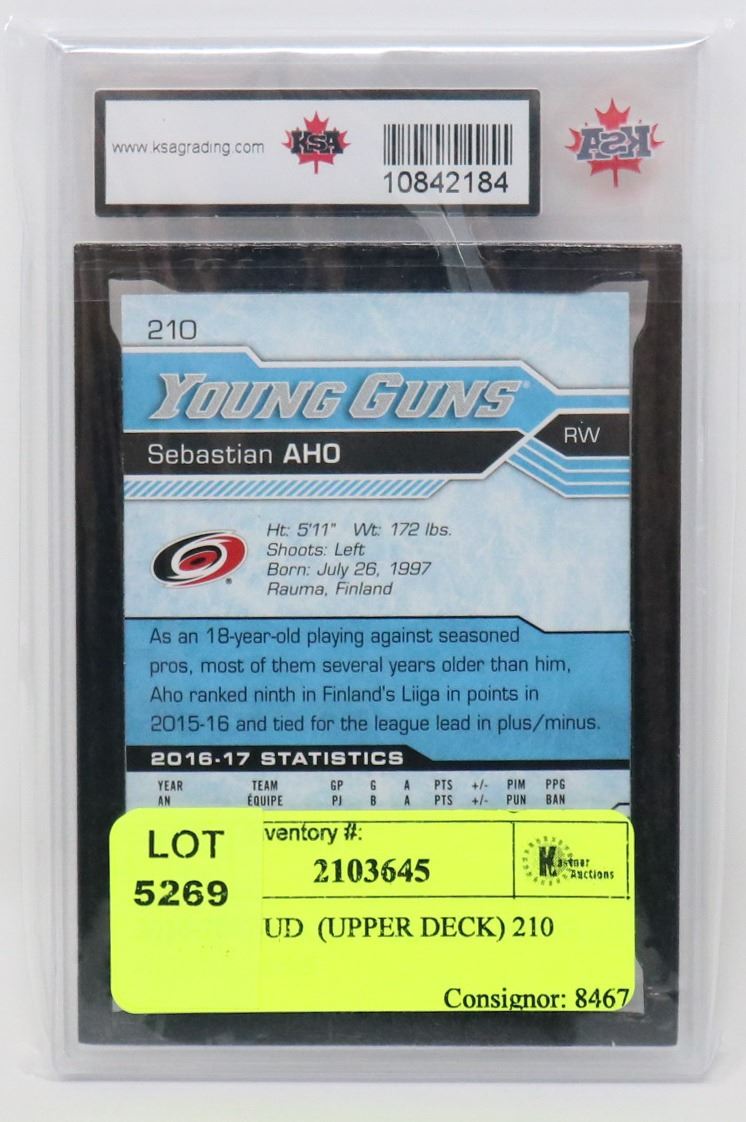 www.ksagrading.com
KSA
10842184
KSA
210
YOUNG GUNS
RW
Sebastian AHO
Ht: 5'11" Wt: 172 lbs.
Shoots: Left
Born: July 26, 1997
Rauma, Finland
As an 18-year-old playing against seasoned
pros, most of them several years older than him,
Aho ranked ninth in Finland's Liiga in points in
2015-16 and tied for the league lead in plus/minus.
2016-17 STATISTICS
YEAR TEAM GP G A PTS +/- PIM PPG
AN ÉQUIPE PJ B A PTS +/- PUN BAN
LOT
5269
ventory #:
2103645
Kastner
Auctions
UD (UPPER DECK) 210
Consignor: 8467